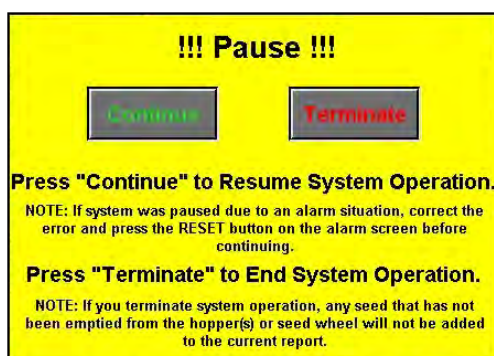 !!! Pause !!!
Continue Terminate
Press "Continue" to Resume System Operation.
NOTE: If system was paused due to an alarm situation, correct the
error and press the RESET button on the alarm screen before
continuing.
Press "Terminate" to End System Operation.
NOTE: If you terminate system operation, any seed that has not
been emptied from the hopper(s) or seed wheel will not be added
to the current report.